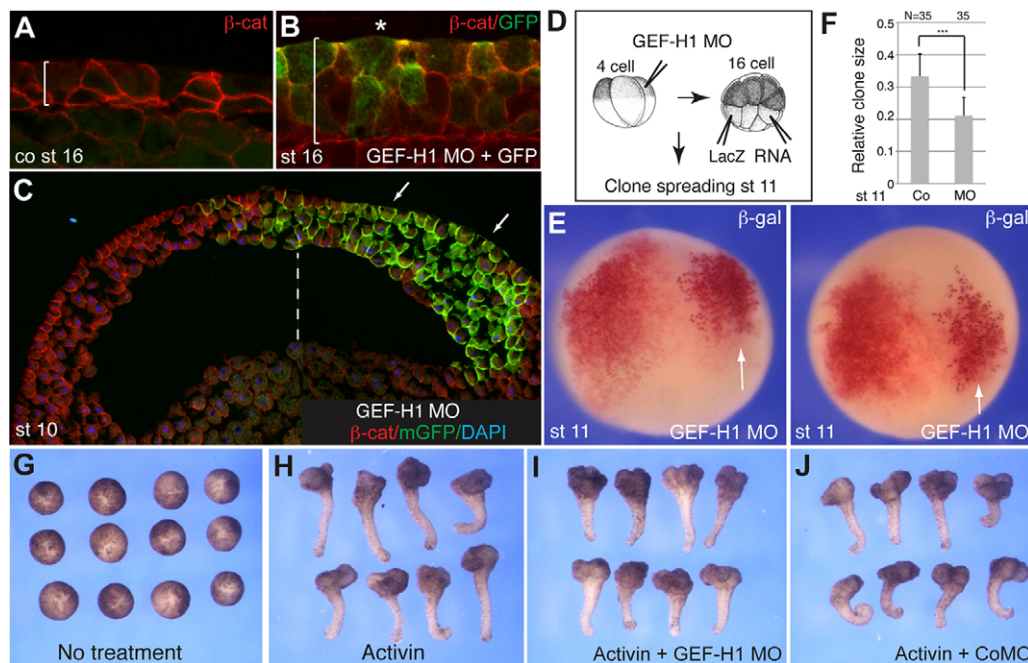 A
β-cat
co st 16
B
*
β-cat/GFP
st 16
GEF-H1 MO + GFP
C
st 10
GEF-H1 MO
β-cat/mGFP/DAPI
D
GEF-H1 MO
4 cell
16 cell
LacZ RNA
Clone spreading st 11
F
N=35
35
***
Relative clone size
0.5
0.4
0.3
0.2
0.1
0
st 11
Co
MO
E
β-gal
st 11
GEF-H1 MO
β-gal
st 11
GEF-H1 MO
G
No treatment
H
Activin
I
Activin + GEF-H1 MO
J
Activin + CoMO